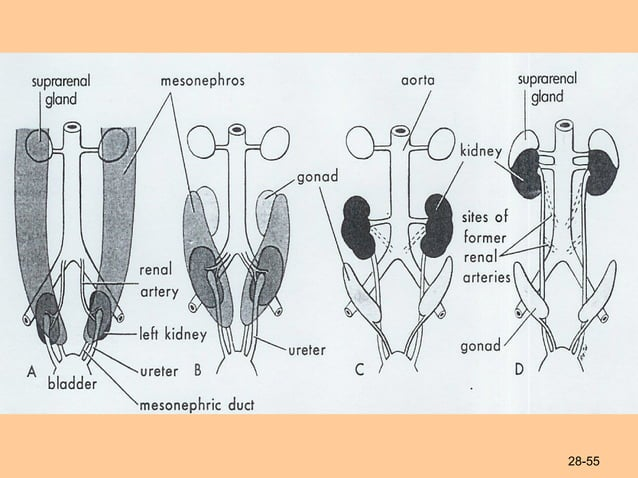 suprarenal
gland
mesonephros
aorta
suprarenal
gland
kidney
gonad
sites of
former
renal
arteries
renal
artery
left kidney
gonad
ureter
A
bladder
ureter
B
C
D
mesonephric duct
28-55